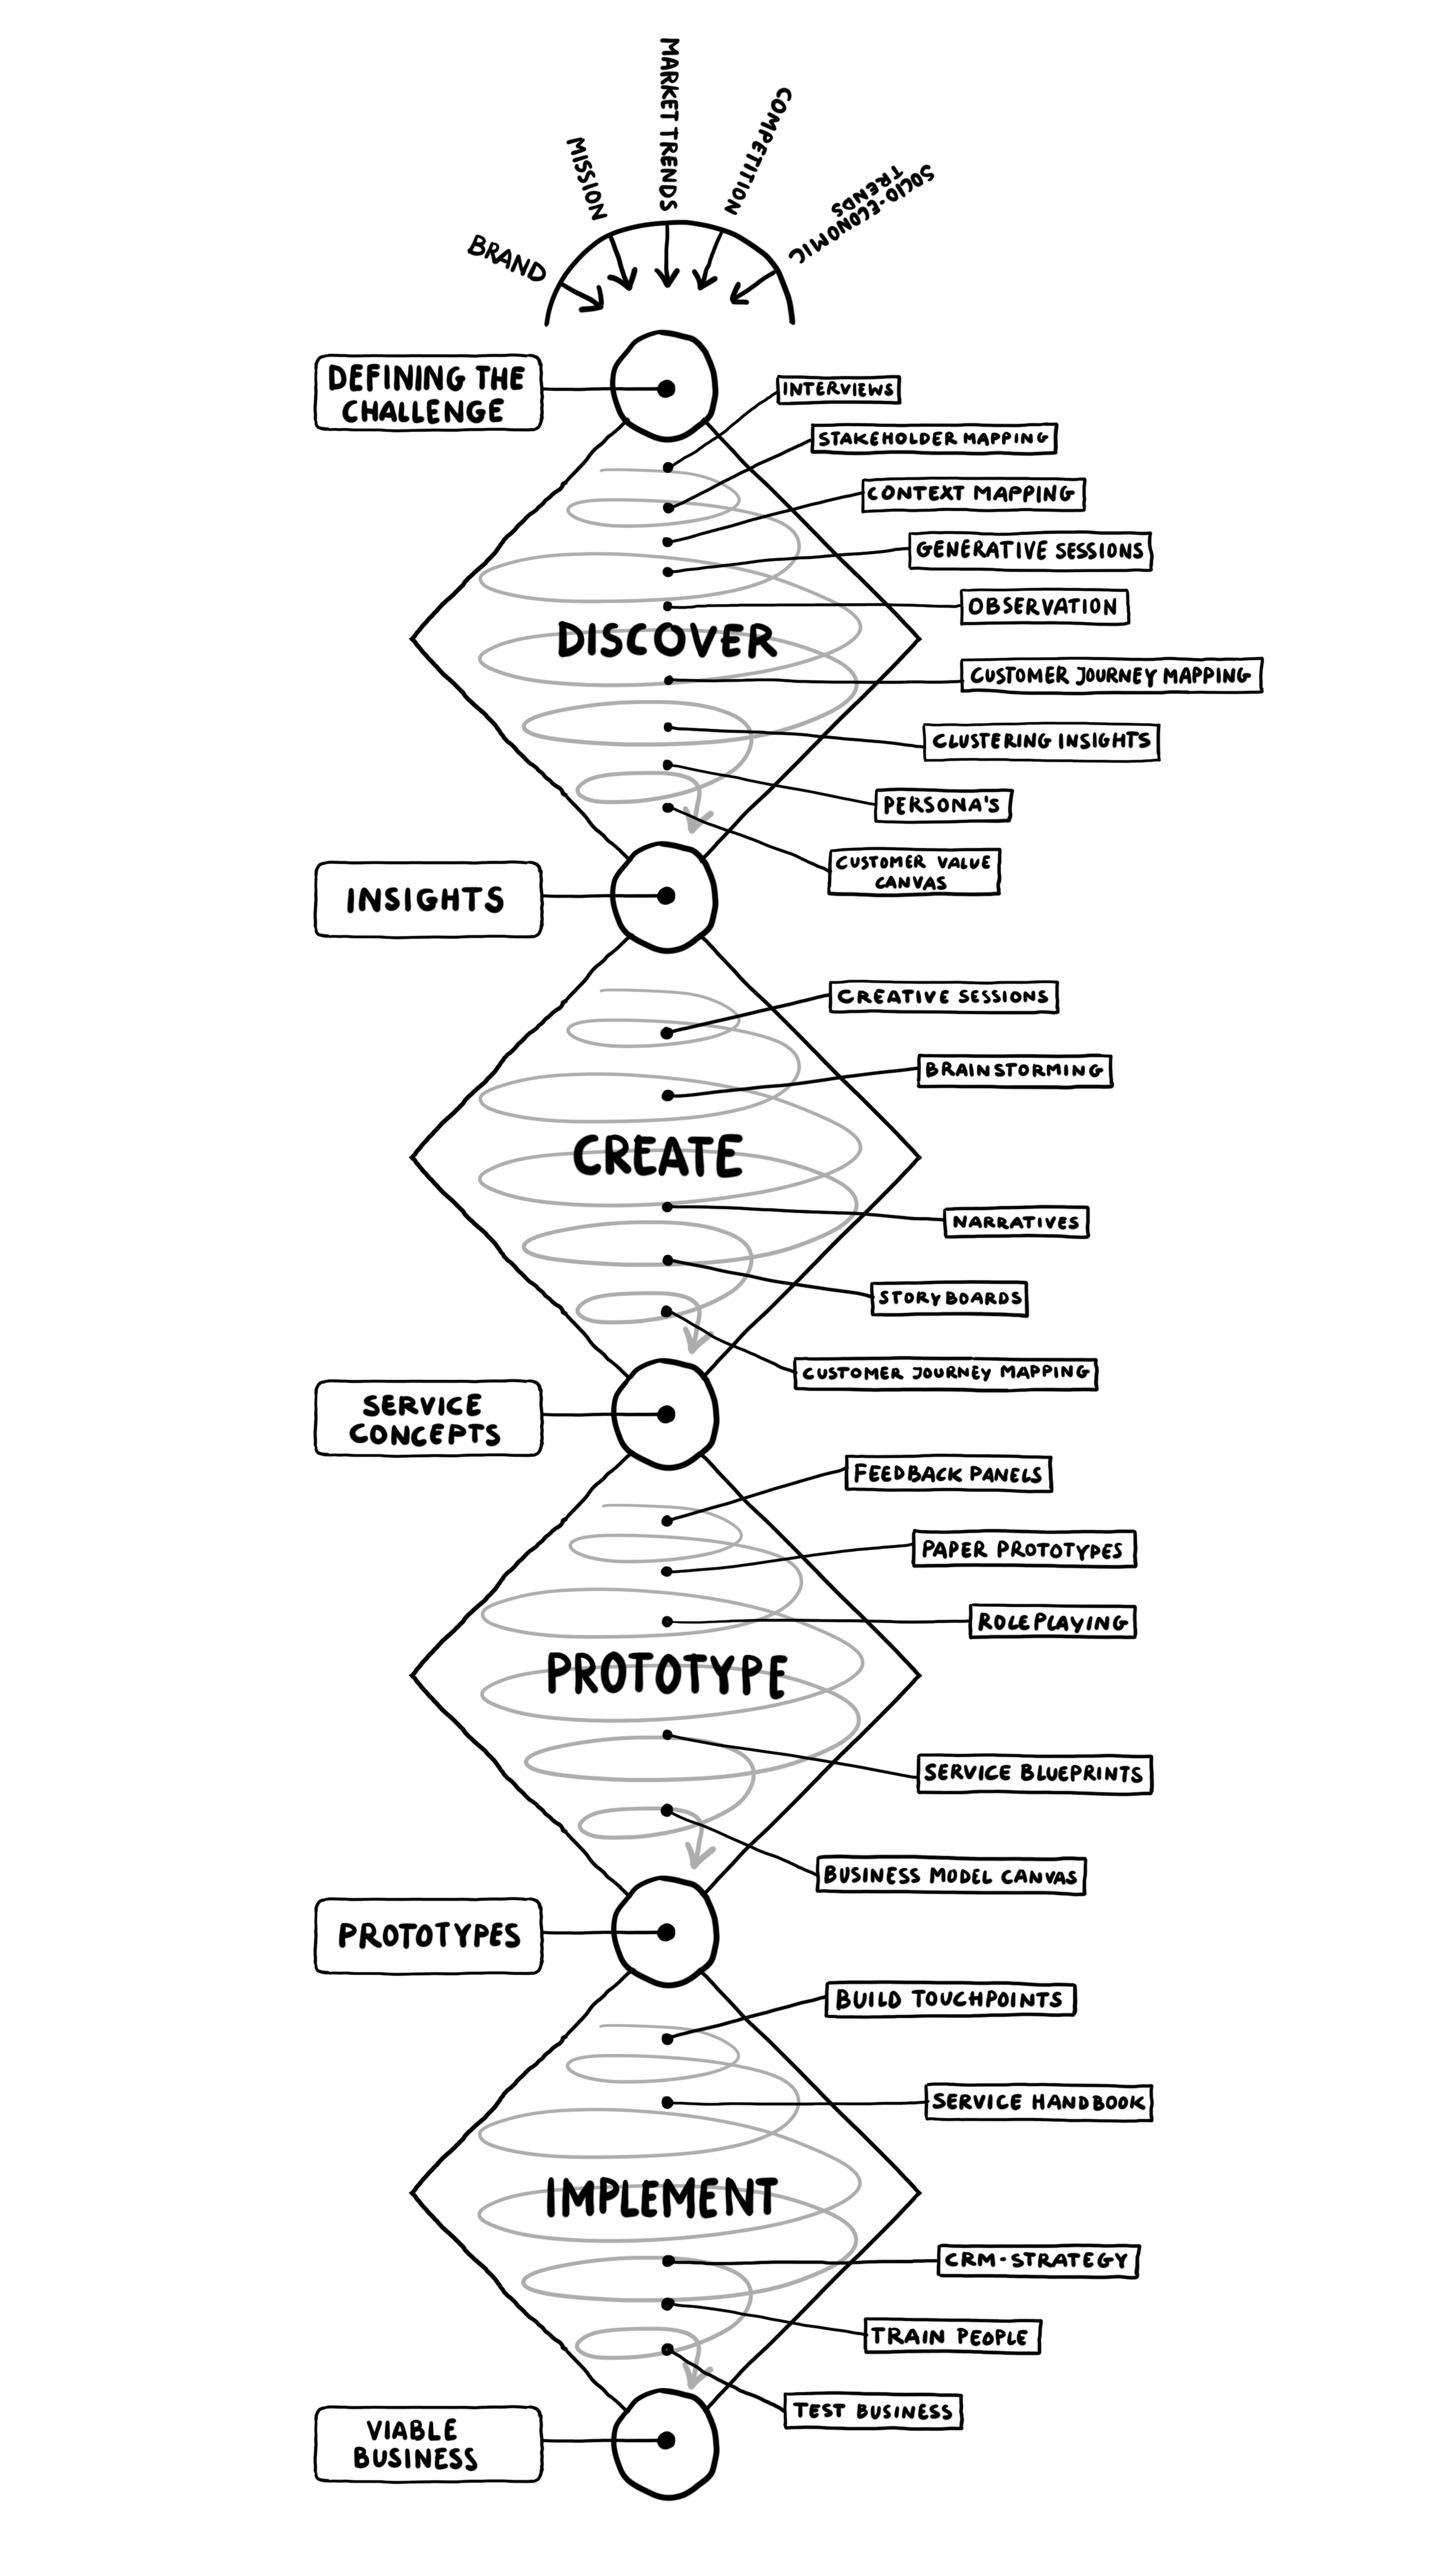 MARKET TRENDS
COMPETITION
MISSION
SOCIO-ECONOMIC
TRENDS
BRAND
DEFINING THE
CHALLENGE
INTERVIEWS
STAKEHOLDER MAPPING
CONTEXT MAPPING
GENERATIVE SESSIONS
OBSERVATION
DISCOVER
CUSTOMER JOURNEY MAPPING
CLUSTERING INSIGHTS
PERSONA'S
CUSTOMER VALUE
CANVAS
INSIGHTS
CREATIVE SESSIONS
BRAINSTORMING
CREATE
NARRATIVES
STORYBOARDS
CUSTOMER JOURNEY MAPPING
SERVICE
CONCEPTS
FEEDBACK PANELS
PAPER PROTOTYPES
ROLEPLAYING
PROTOTYPE
SERVICE BLUEPRINTS
BUSINESS MODEL CANVAS
PROTOTYPES
BUILD TOUCHPOINTS
SERVICE HANDBOOK
IMPLEMENT
CRM-STRATEGY
TRAIN PEOPLE
TEST BUSINESS
VIABLE
BUSINESS